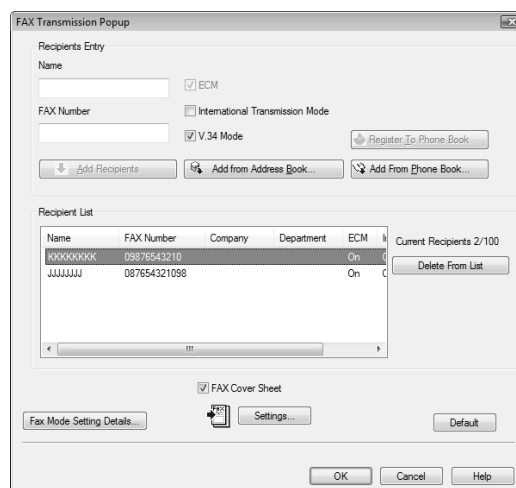 FAX Transmission Popup
Recipients Entry
Name
ECM
FAX Number
International Transmission Mode
V.34 Mode
Register To Phone Book
Add Recipients
Add from Address Book...
Add From Phone Book...
Recipient List
Name FAX Number Company Department ECM
Current Recipients 2/100
KKKKKKKK 09876543210 On
Delete From List
JJJJJJJJ 087654321098 On
FAX Cover Sheet
FAX
Fax Mode Setting Details...
Settings...
Default
OK Cancel Help